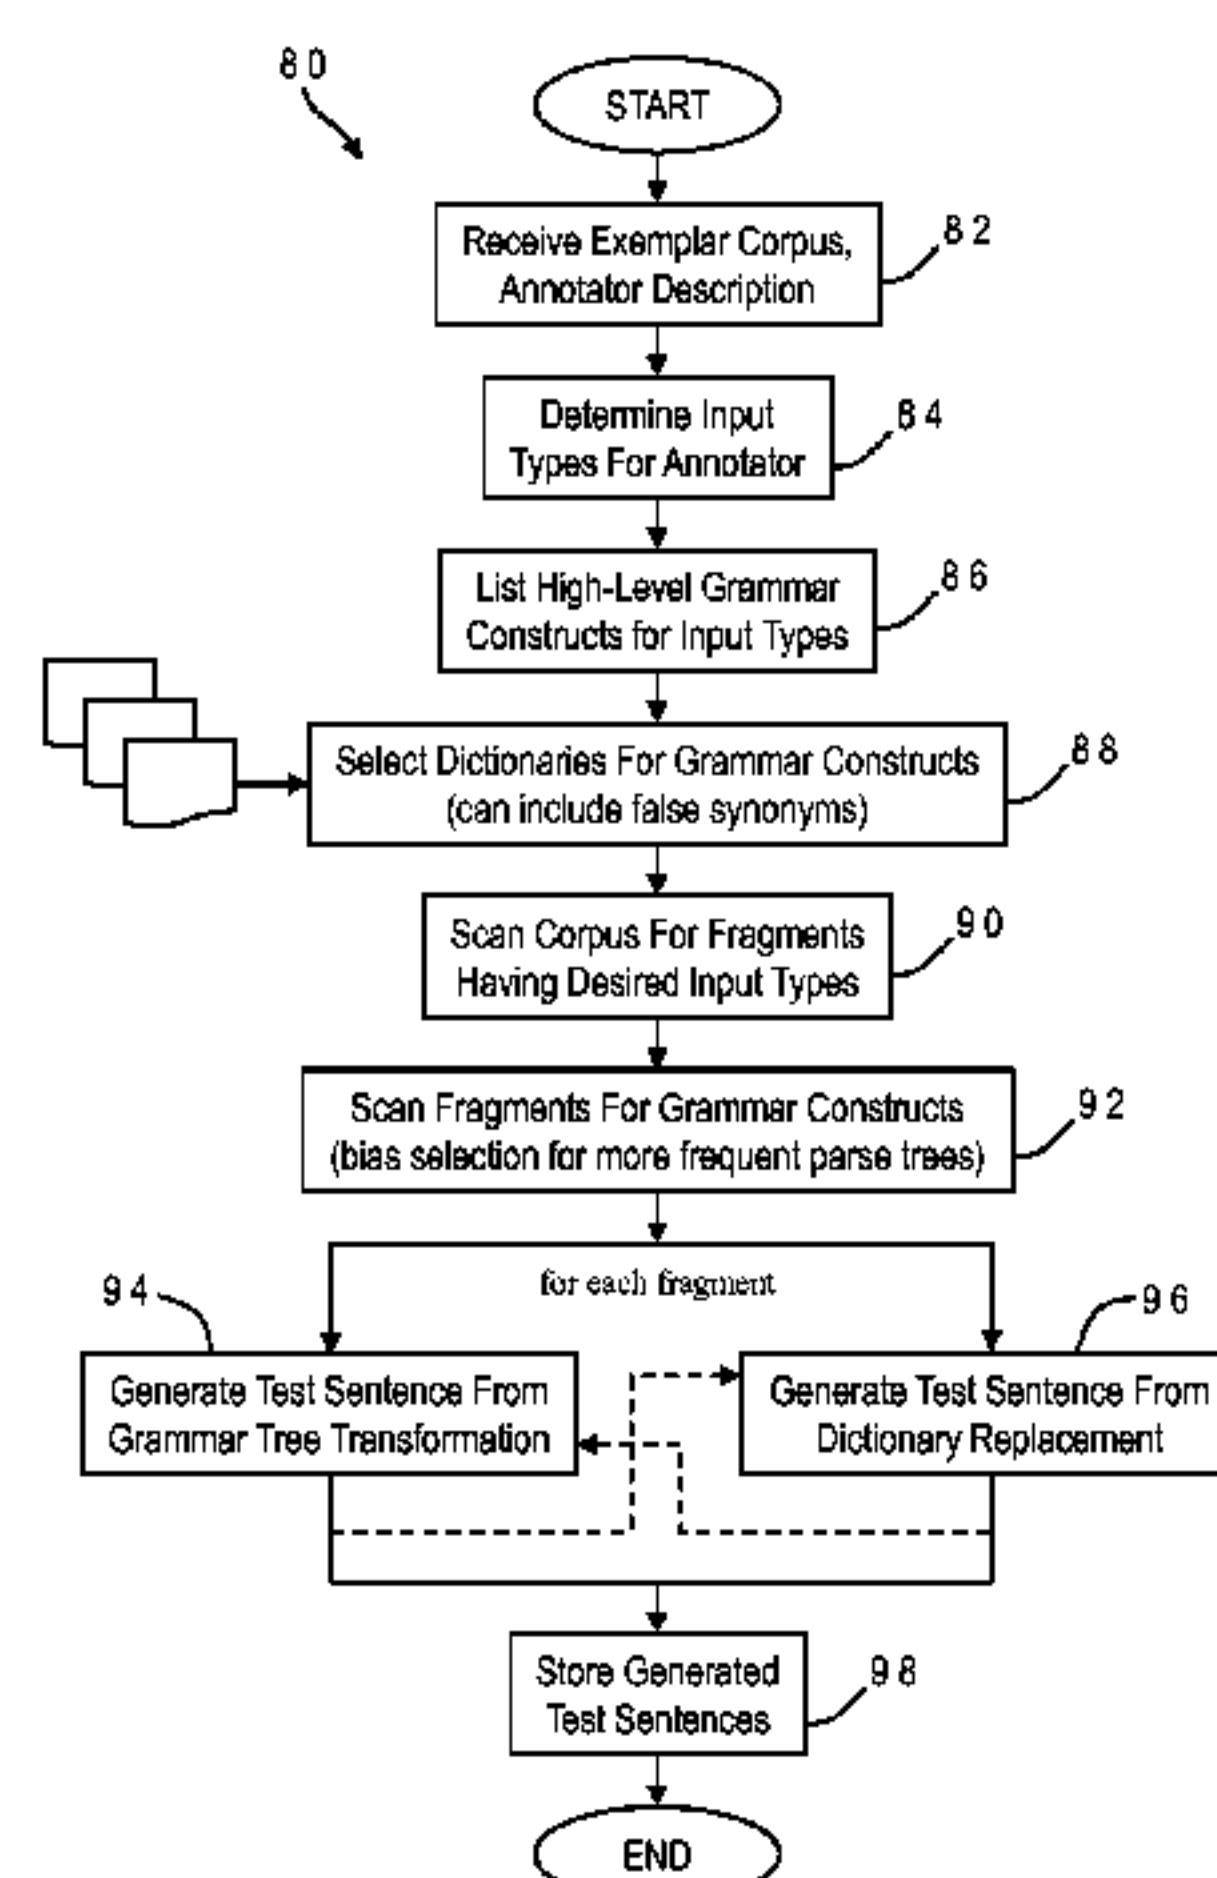 80
START
Receive Exemplar Corpus,
Annotator Description
82
Determine Input
Types For Annotator
84
List High-Level Grammar
Constructs for Input Types
86
Select Dictionaries For Grammar Constructs
(can include false synonyms)
88
Scan Corpus For Fragments
Having Desired Input Types
90
Scan Fragments For Grammar Constructs
(bias selection for more frequent parse trees)
92
for each fragment
94
Generate Test Sentence From
Grammar Tree Transformation
96
Generate Test Sentence From
Dictionary Replacement
Store Generated
Test Sentences
98
END